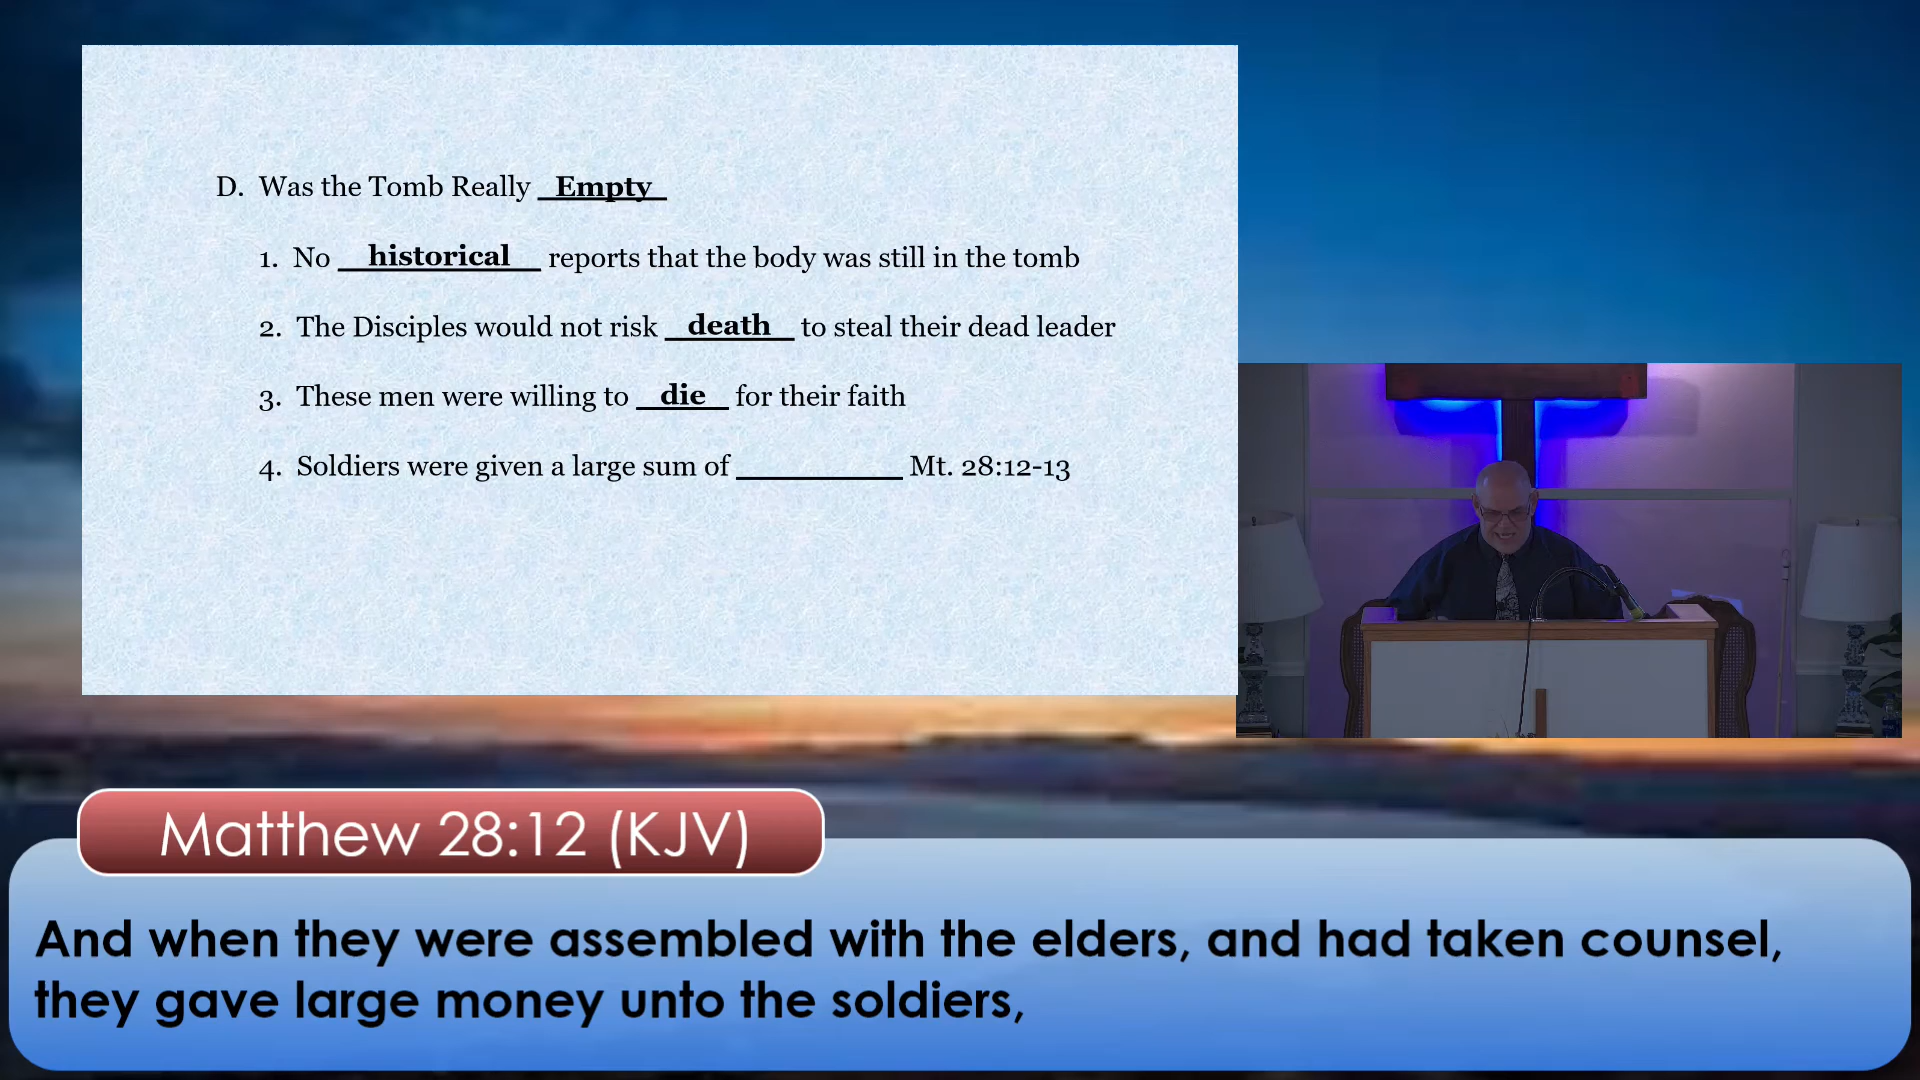 D. Was the Tomb Really Empty
1. No historical reports that the body was still in the tomb
2. The Disciples would not risk death to steal their dead leader
3. These men were willing to die for their faith
4. Soldiers were given a large sum of __________ Mt. 28:12-13
Matthew 28:12 (KJV)
And when they were assembled with the elders, and had taken counsel,
they gave large money unto the soldiers,